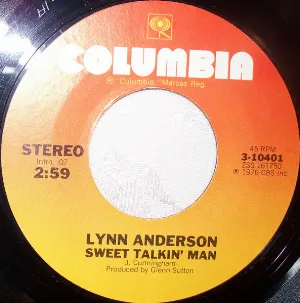 COLUMBIA
® "Columbia," Marcas Reg.
STEREO
Intro. :07
2:59
45 RPM
3-10401
ZSS 161750
℗ 1976 CBS Inc.
LYNN ANDERSON
SWEET TALKIN' MAN
J. Cunningham
Produced by Glenn Sutton